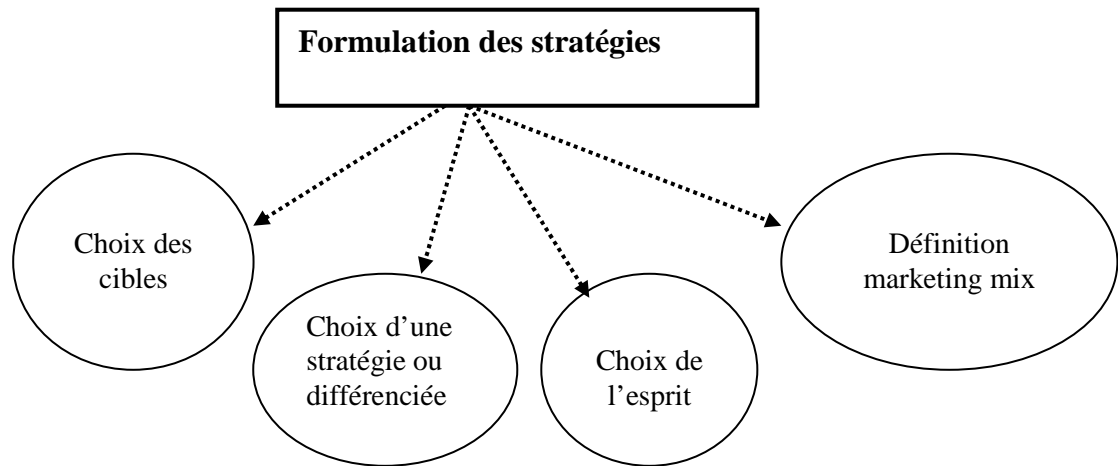 Formulation des stratégies
Choix des
cibles
Choix d’une
stratégie ou
différenciée
Choix de
l’esprit
Définition
marketing mix